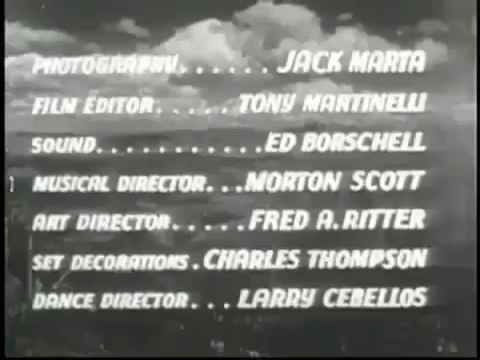 PHOTOGRAPHY......JACK MARTA
FILM EDITOR.....TONY MARTINELLI
SOUND...........ED BORSCHELL
MUSICAL DIRECTOR...MORTON SCOTT
ART DIRECTOR.....FRED A. RITTER
SET DECORATIONS.CHARLES THOMPSON
DANCE DIRECTOR...LARRY CEBELLOS